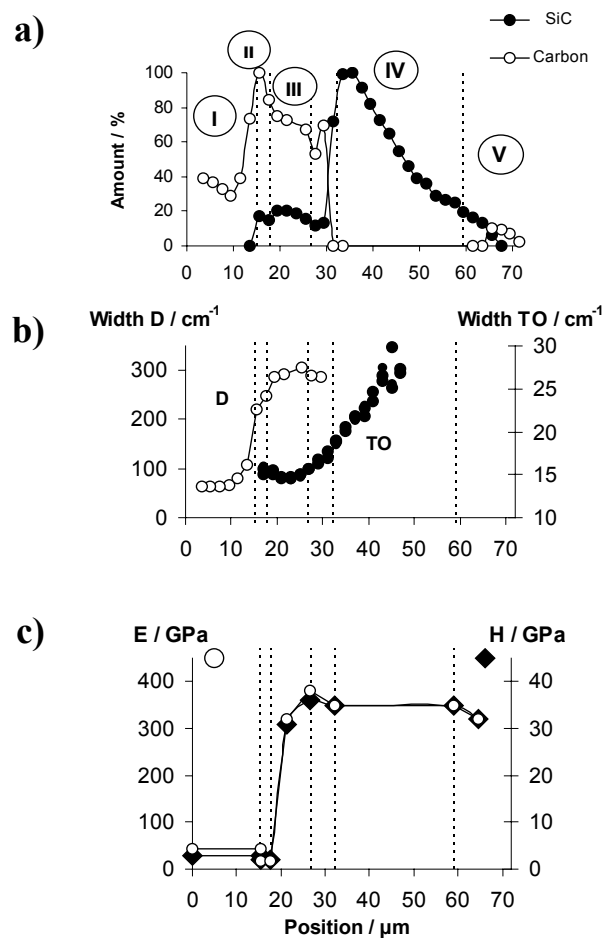 a)
SiC
Carbon
I
II
III
IV
V
Amount / %
100
80
60
40
20
0
0 10 20 30 40 50 60 70
b)
Width D / cm⁻¹
Width TO / cm⁻¹
300
200
100
0
D
TO
30
25
20
15
10
0 10 20 30 40 50 60 70
c)
E / GPa
H / GPa
400
300
200
100
0
40
30
20
10
0
0 10 20 30 40 50 60 70
Position / µm